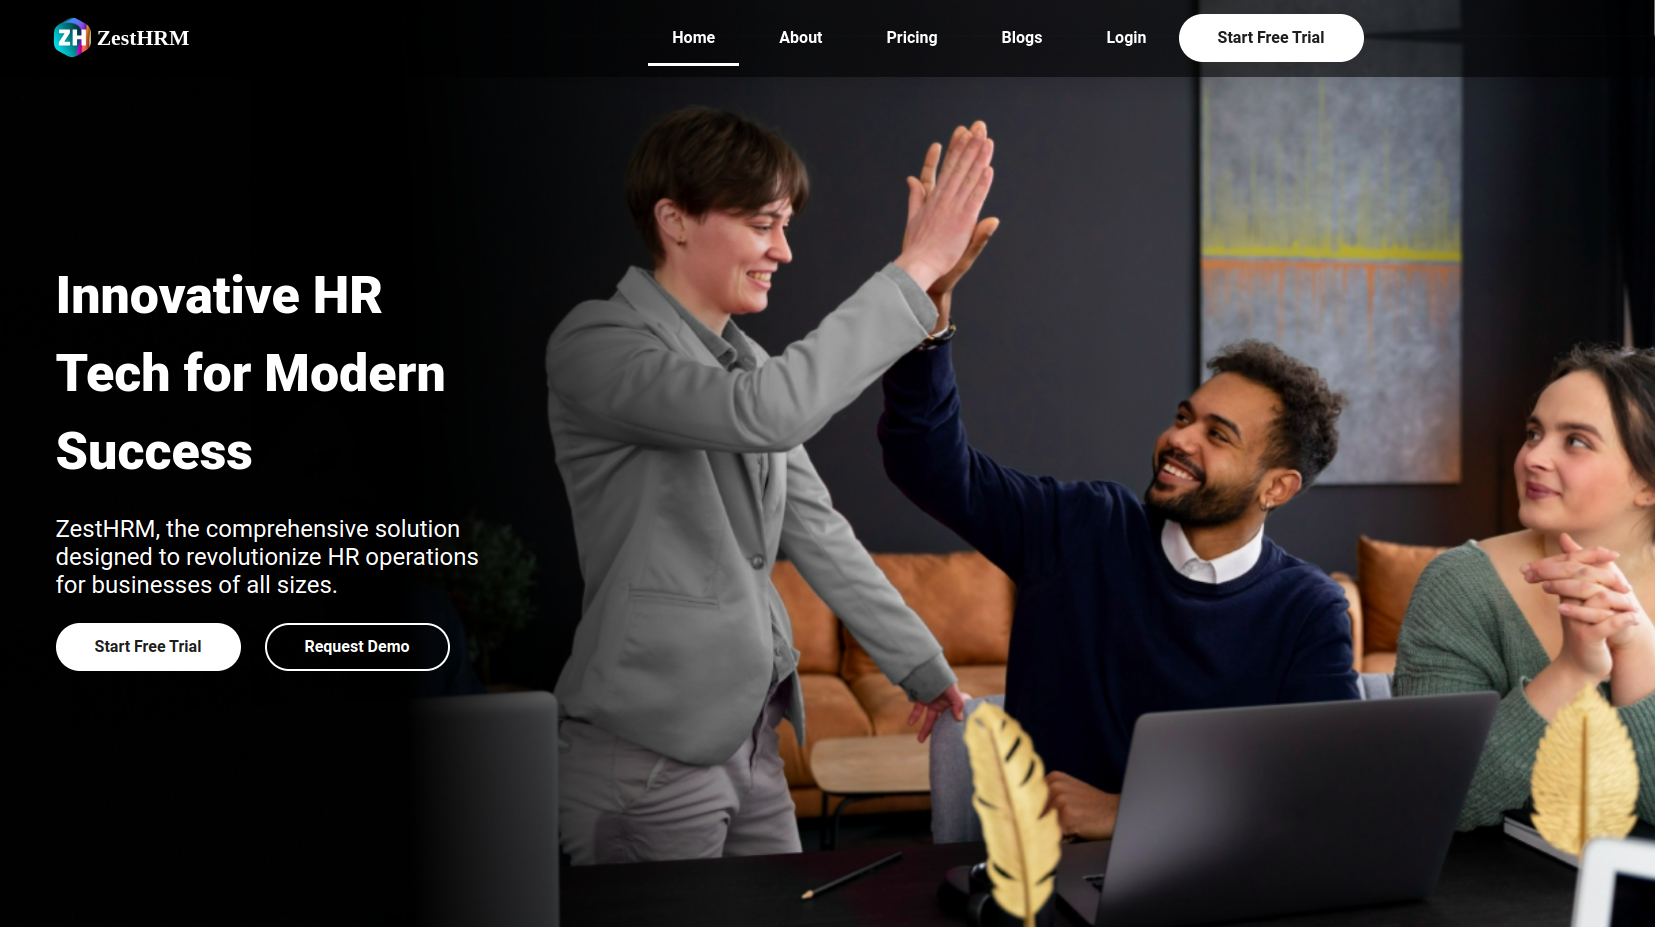 ZH ZestHRM
Home About Pricing Blogs Login Start Free Trial
Innovative HR
Tech for Modern
Success
ZestHRM, the comprehensive solution
designed to revolutionize HR operations
for businesses of all sizes.
Start Free Trial Request Demo